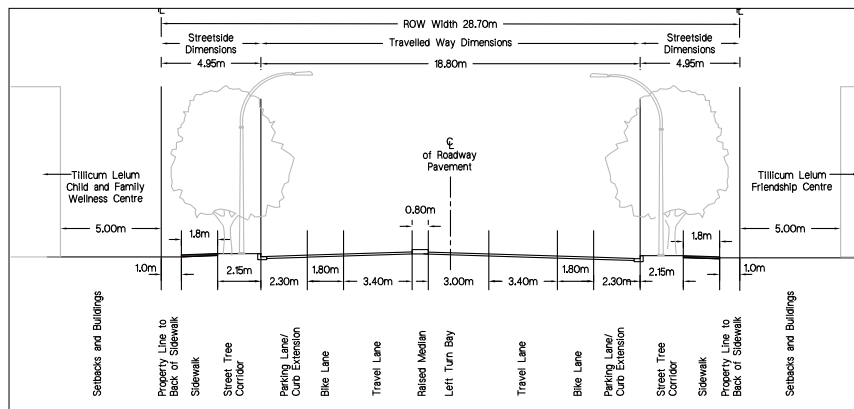 ROW Width 28.70m
Streetside
Dimensions
4.95m
Travelled Way Dimensions
18.80m
Streetside
Dimensions
4.95m
℄
of Roadway
Pavement
Tillicum Lelum
Child and Family
Wellness Centre
Tillicum Lelum
Friendship Centre
0.80m
5.00m
1.8m
1.8m
5.00m
1.0m
2.15m
2.30m
1.80m
3.40m
3.00m
3.40m
1.80m
2.30m
2.15m
1.0m
Setbacks and Buildings
Property Line to
Back of Sidewalk
Sidewalk
Street Tree
Corridor
Parking Lane/
Curb Extension
Bike Lane
Travel Lane
Raised Median
Left Turn Bay
Travel Lane
Bike Lane
Parking Lane/
Curb Extension
Street Tree
Corridor
Sidewalk
Property Line to
Back of Sidewalk
Setbacks and Buildings